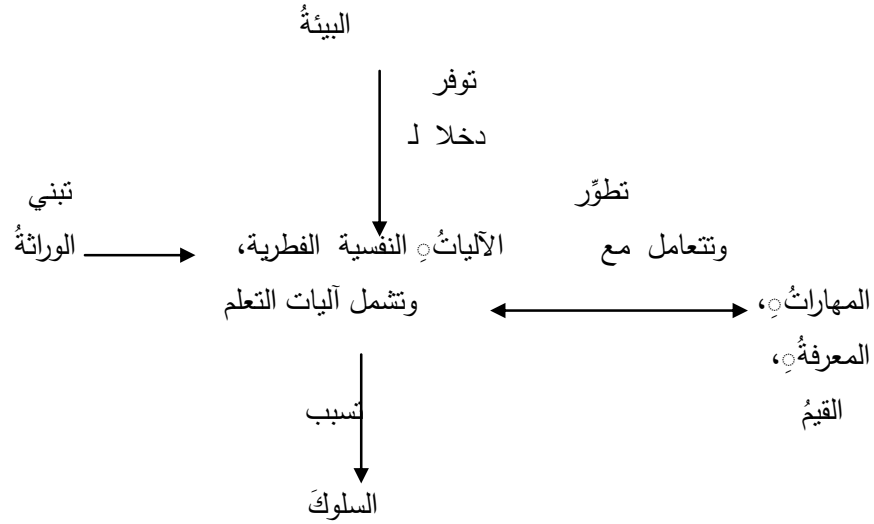 البيئةُ
توفر
دخلا لـ
تبني
تطوِّر
الوراثةُ
الآلياتُِ النفسية الفطرية،
وتتعامل مع
وتشمل آليات التعلم
المهاراتُِ،
المعرفةُِ،
القيمُ
تسبب
السلوكَ